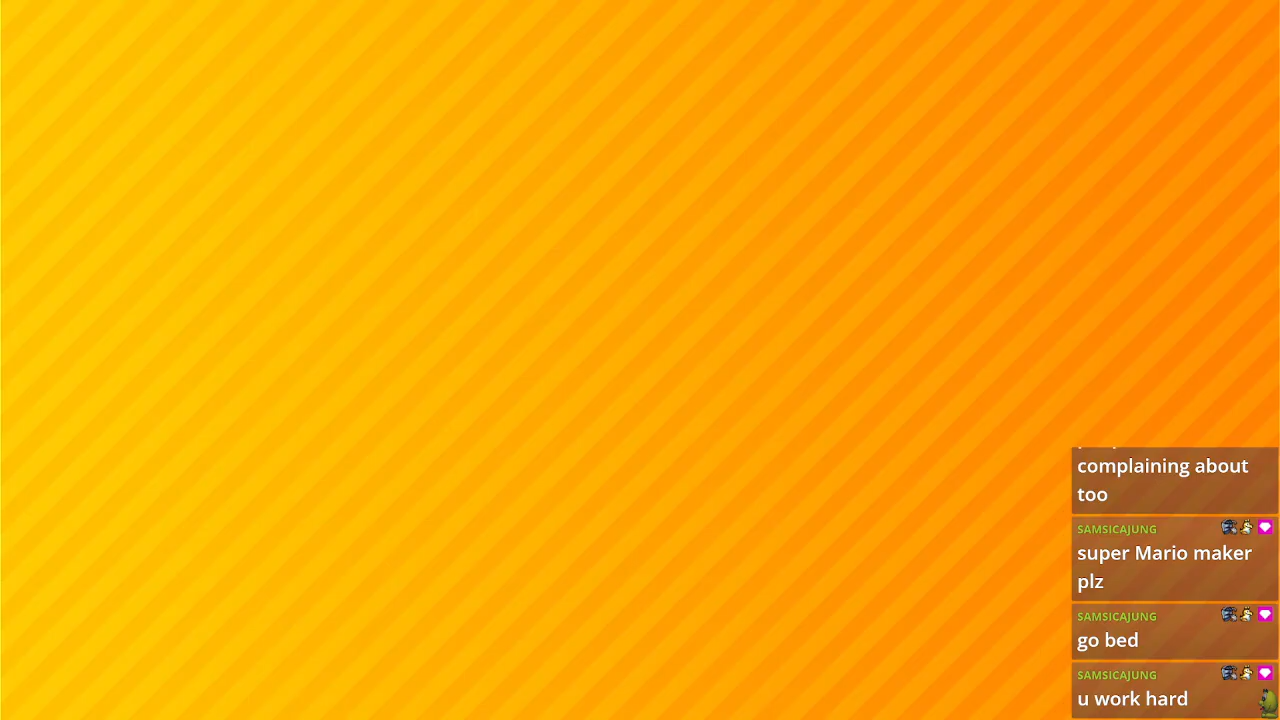 complaining about
too
SAMSICAJUNG
super Mario maker
plz
SAMSICAJUNG
go bed
SAMSICAJUNG
u work hard